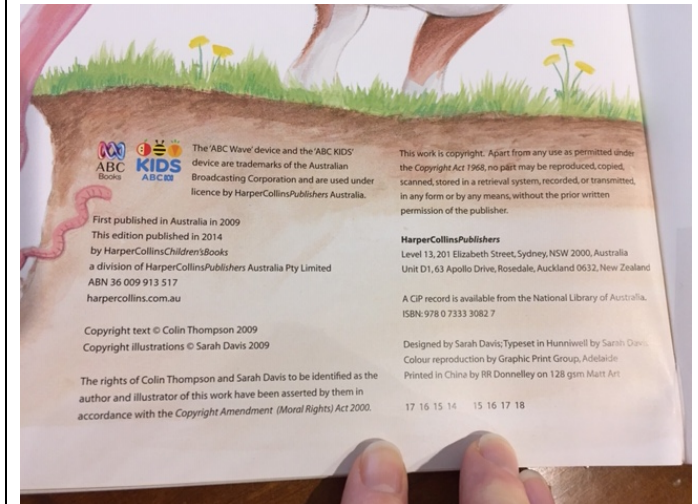 ABC
Books
KIDS
ABC
The 'ABC Wave' device and the 'ABC KIDS'
device are trademarks of the Australian
Broadcasting Corporation and are used under
licence by HarperCollinsPublishers Australia.
First published in Australia in 2009
This edition published in 2014
by HarperCollinsChildren'sBooks
a division of HarperCollinsPublishers Australia Pty Limited
ABN 36 009 913 517
harpercollins.com.au
Copyright text © Colin Thompson 2009
Copyright illustrations © Sarah Davis 2009
The rights of Colin Thompson and Sarah Davis to be identified as the
author and illustrator of this work have been asserted by them in
accordance with the Copyright Amendment (Moral Rights) Act 2000.
This work is copyright. Apart from any use as permitted under
the Copyright Act 1968, no part may be reproduced, copied,
scanned, stored in a retrieval system, recorded, or transmitted,
in any form or by any means, without the prior written
permission of the publisher.
HarperCollinsPublishers
Level 13, 201 Elizabeth Street, Sydney, NSW 2000, Australia
Unit D1, 63 Apollo Drive, Rosedale, Auckland 0632, New Zealand
A CiP record is available from the National Library of Australia.
ISBN: 978 0 7333 3082 7
Designed by Sarah Davis; Typeset in Hunniwell by Sarah Davis
Colour reproduction by Graphic Print Group, Adelaide
Printed in China by RR Donnelley on 128 gsm Matt Art
17 16 15 14 15 16 17 18